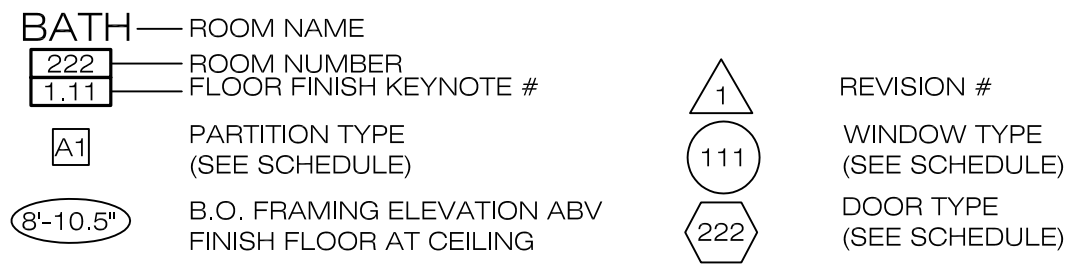 BATH ROOM NAME
222 ROOM NUMBER
1.11 FLOOR FINISH KEYNOTE #
A1 PARTITION TYPE
(SEE SCHEDULE)
8'-10.5" B.O. FRAMING ELEVATION ABV
FINISH FLOOR AT CEILING
1 REVISION #
111 WINDOW TYPE
(SEE SCHEDULE)
222 DOOR TYPE
(SEE SCHEDULE)